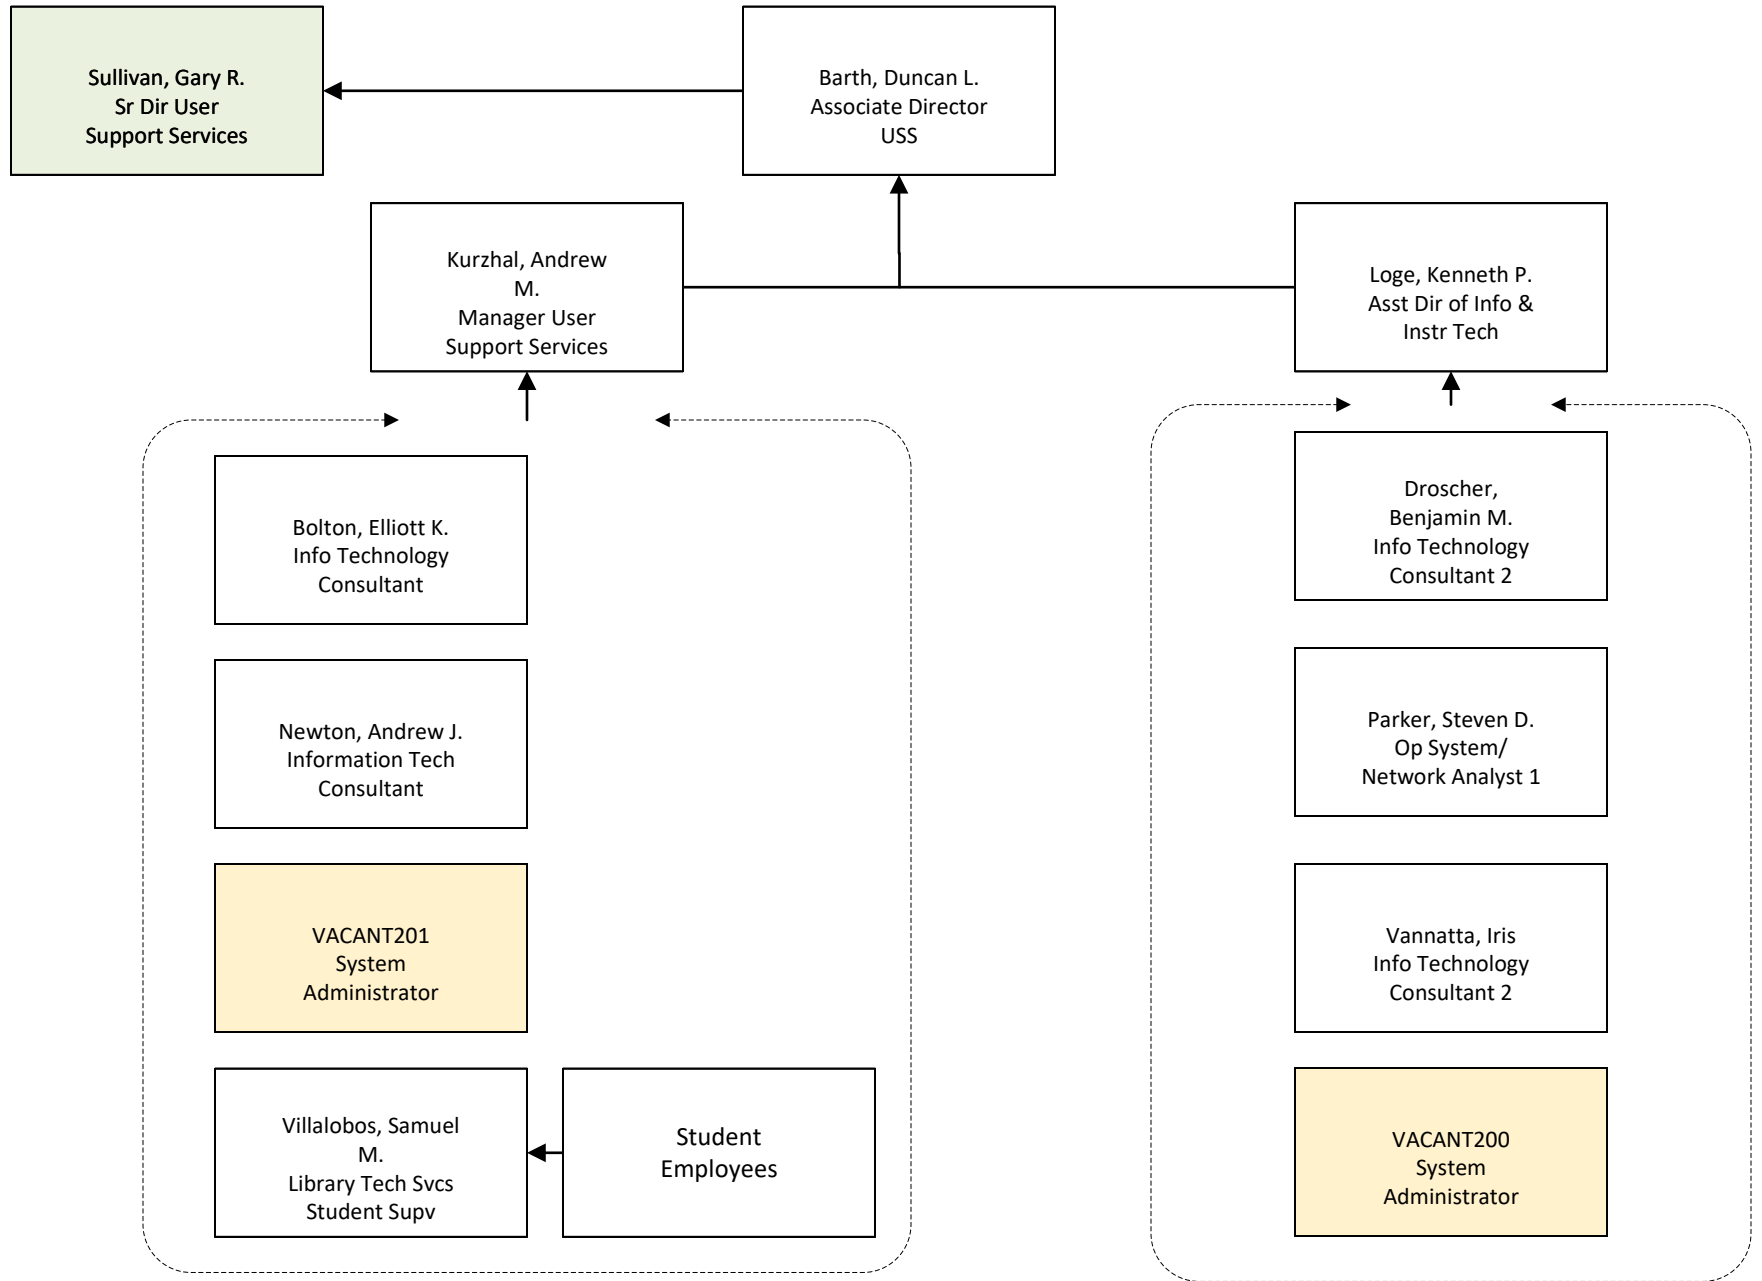 Sullivan, Gary R.
Sr Dir User
Support Services
Barth, Duncan L.
Associate Director
USS
Kurzhal, Andrew
M.
Manager User
Support Services
Loge, Kenneth P.
Asst Dir of Info &
Instr Tech
Bolton, Elliott K.
Info Technology
Consultant
Newton, Andrew J.
Information Tech
Consultant
VACANT201
System
Administrator
Villalobos, Samuel
M.
Library Tech Svcs
Student Supv
Student
Employees
Droscher,
Benjamin M.
Info Technology
Consultant 2
Parker, Steven D.
Op System/
Network Analyst 1
Vannatta, Iris
Info Technology
Consultant 2
VACANT200
System
Administrator